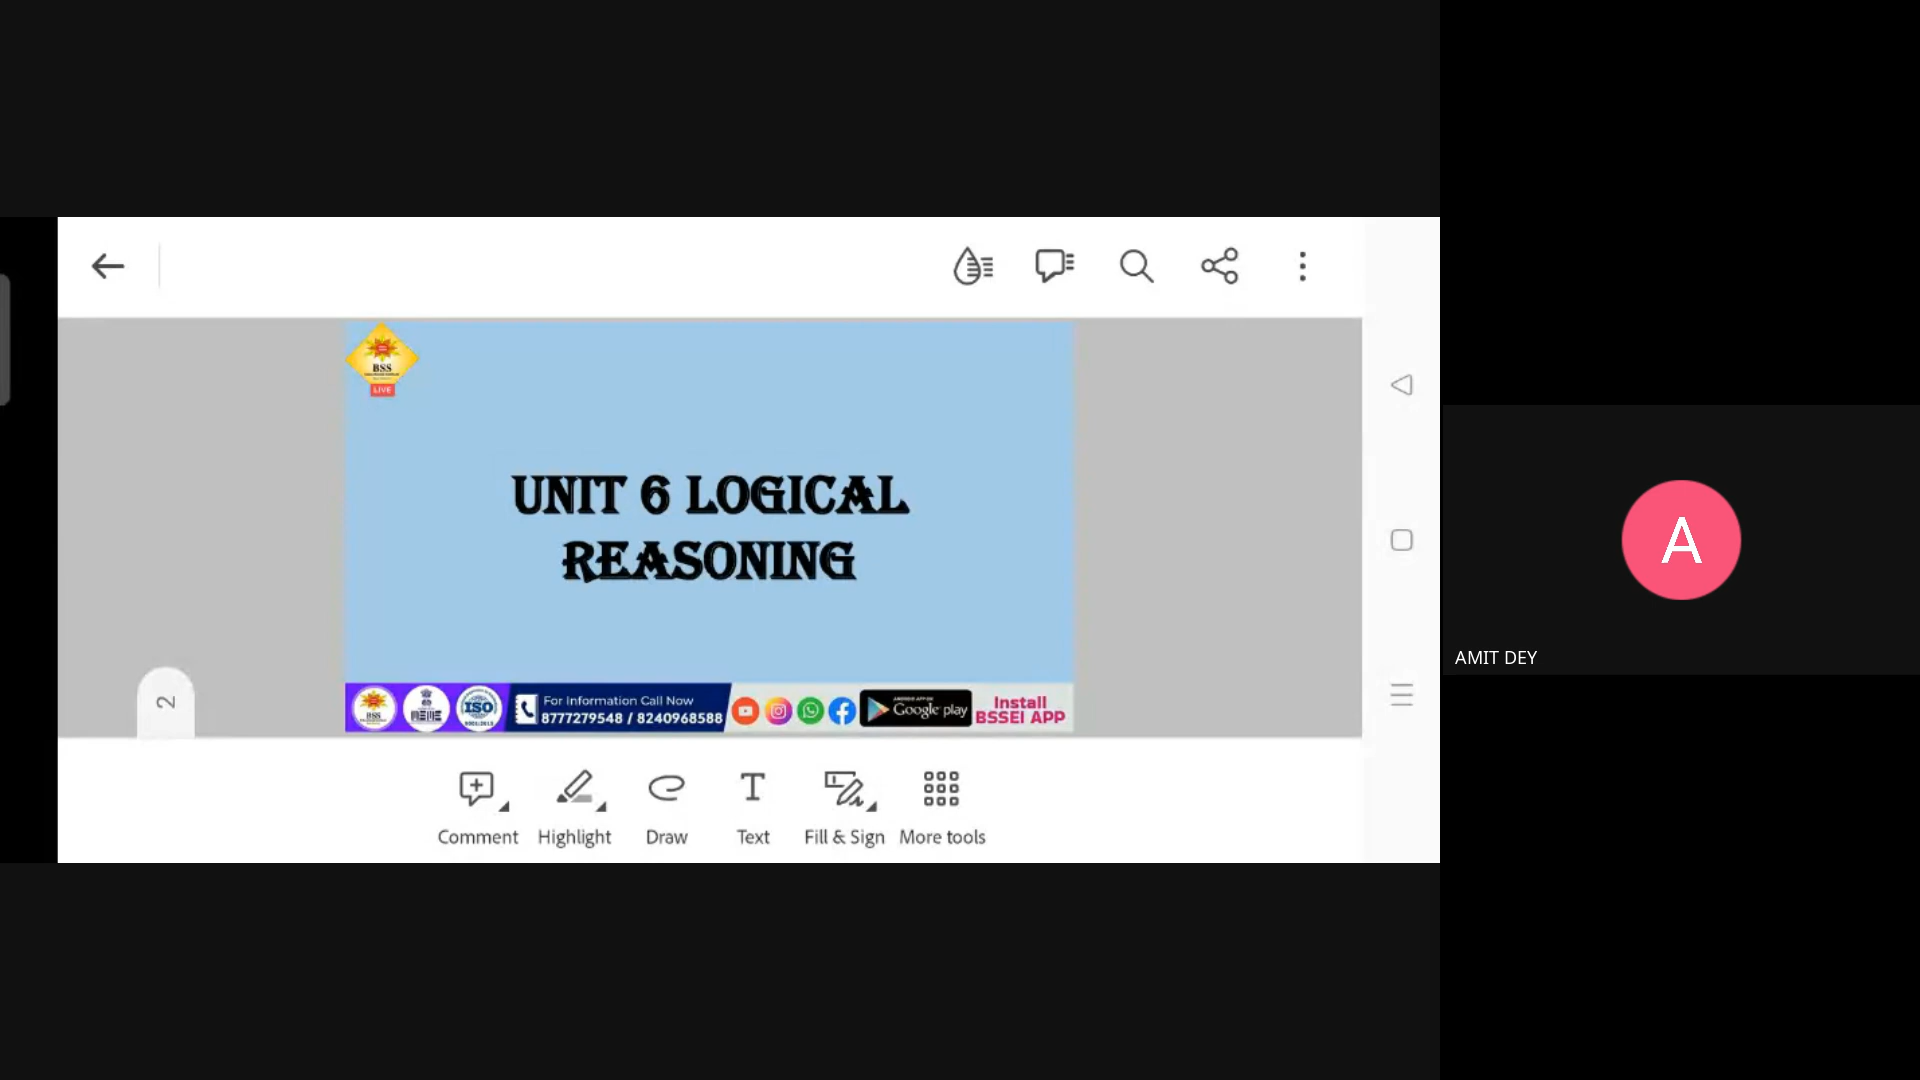 BSS
LIVE
UNIT 6 LOGICAL
REASONING
2
BSS
ISO
For Information Call Now
8777279548 / 8240968588
Google play
Install
BSSEI APP
Comment
Highlight
Draw
Text
Fill & Sign
More tools
A
AMIT DEY